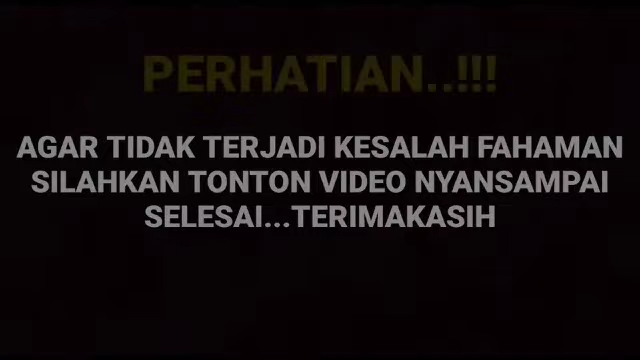 PERHATIAN..!!!
AGAR TIDAK TERJADI KESALAH FAHAMAN
SILAHKAN TONTON VIDEO NYANSAMPAI
SELESAI...TERIMAKASIH